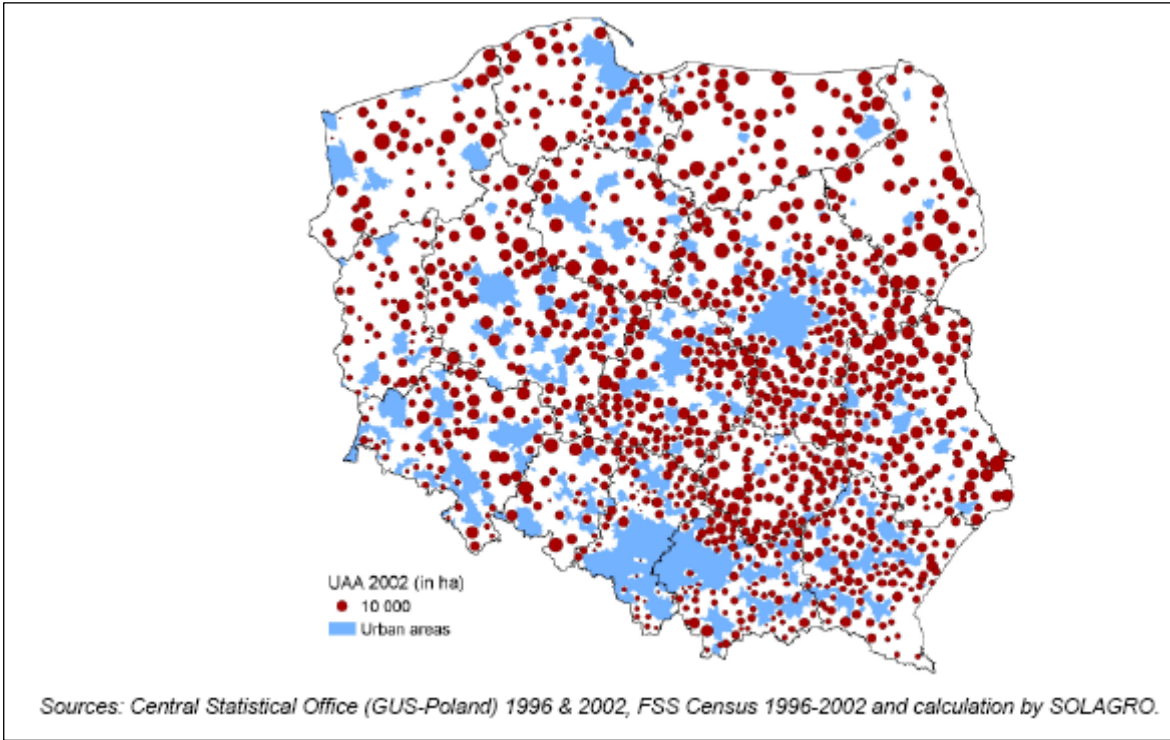 UAA 2002 (in ha)
10 000
Urban areas
Sources: Central Statistical Office (GUS-Poland) 1996 & 2002, FSS Census 1996-2002 and calculation by SOLAGRO.